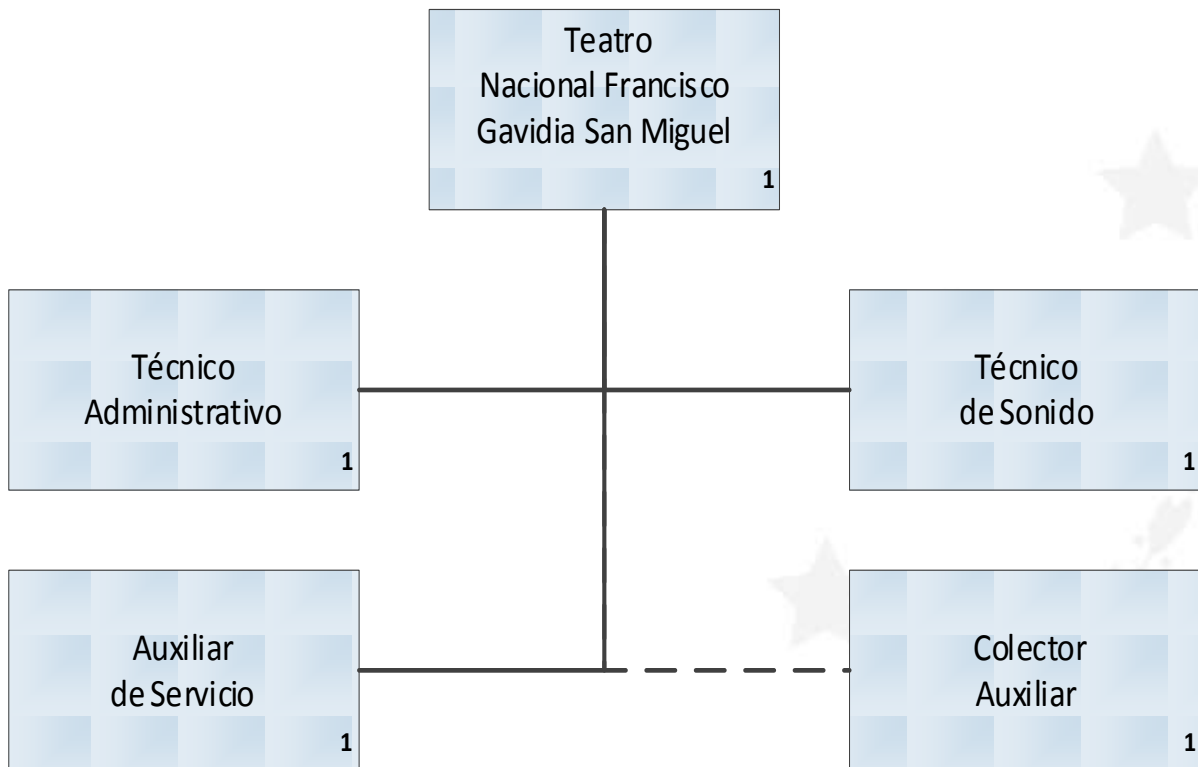 Teatro
Nacional Francisco
Gavidia San Miguel
1
Técnico
Administrativo
1
Técnico
de Sonido
1
Auxiliar
de Servicio
1
Colector
Auxiliar
1